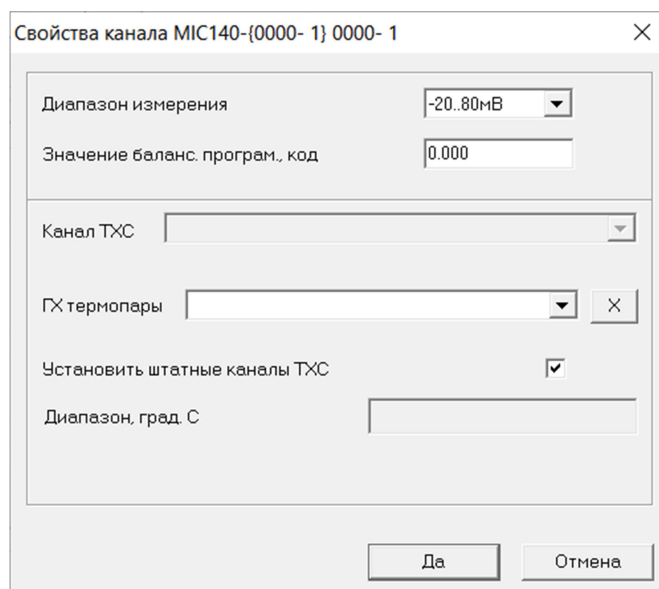 Свойства канала MIC140-{0000- 1} 0000- 1
Диапазон измерения -20..80мВ
Значение баланс. програм., код 0.000
Канал ТХС
ГХ термопары X
Установить штатные каналы ТХС
Диапазон, град. С
Да Отмена